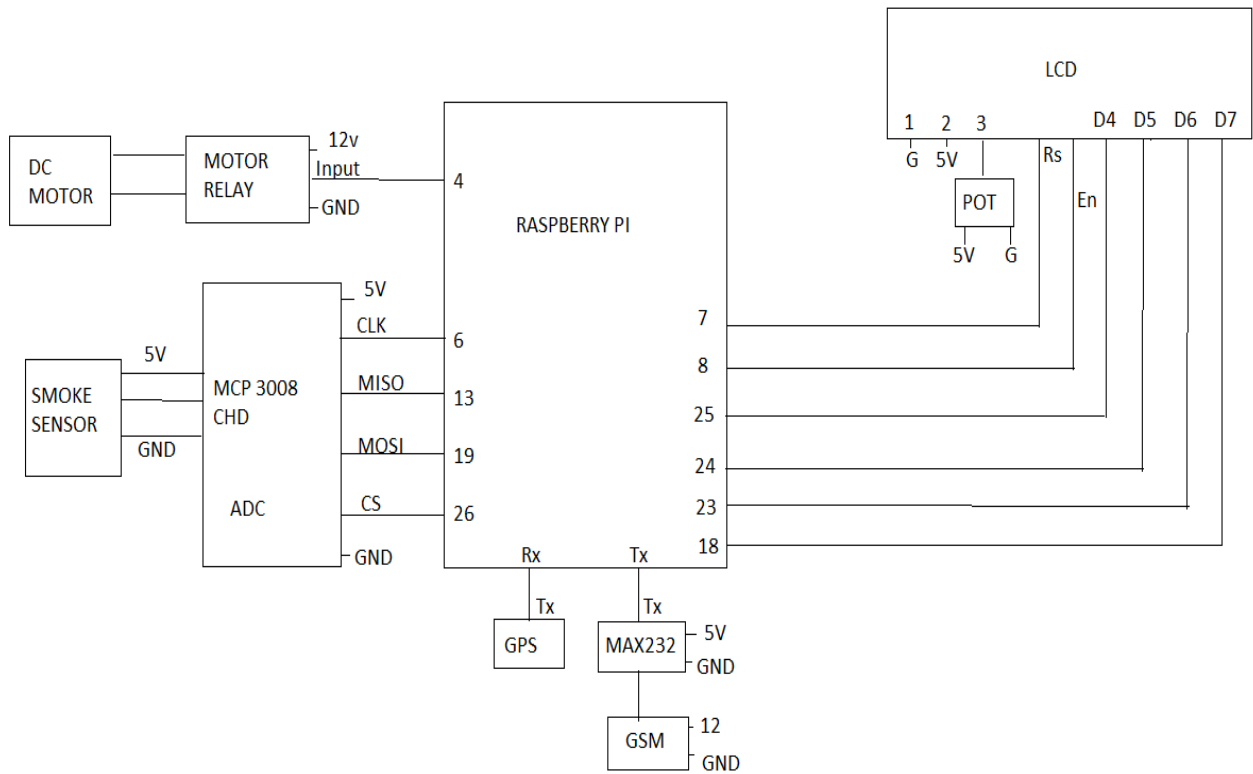 LCD
1
2
3
D4
D5
D6
D7
G
5V
Rs
En
POT
5V
G
DC
MOTOR
MOTOR
RELAY
12v
Input
GND
4
RASPBERRY PI
5V
CLK
6
MISO
13
MOSI
19
CS
26
GND
SMOKE
SENSOR
5V
GND
MCP 3008
CHD
ADC
7
8
25
24
23
18
Rx
Tx
Tx
Tx
GPS
MAX232
5V
GND
GSM
12
GND